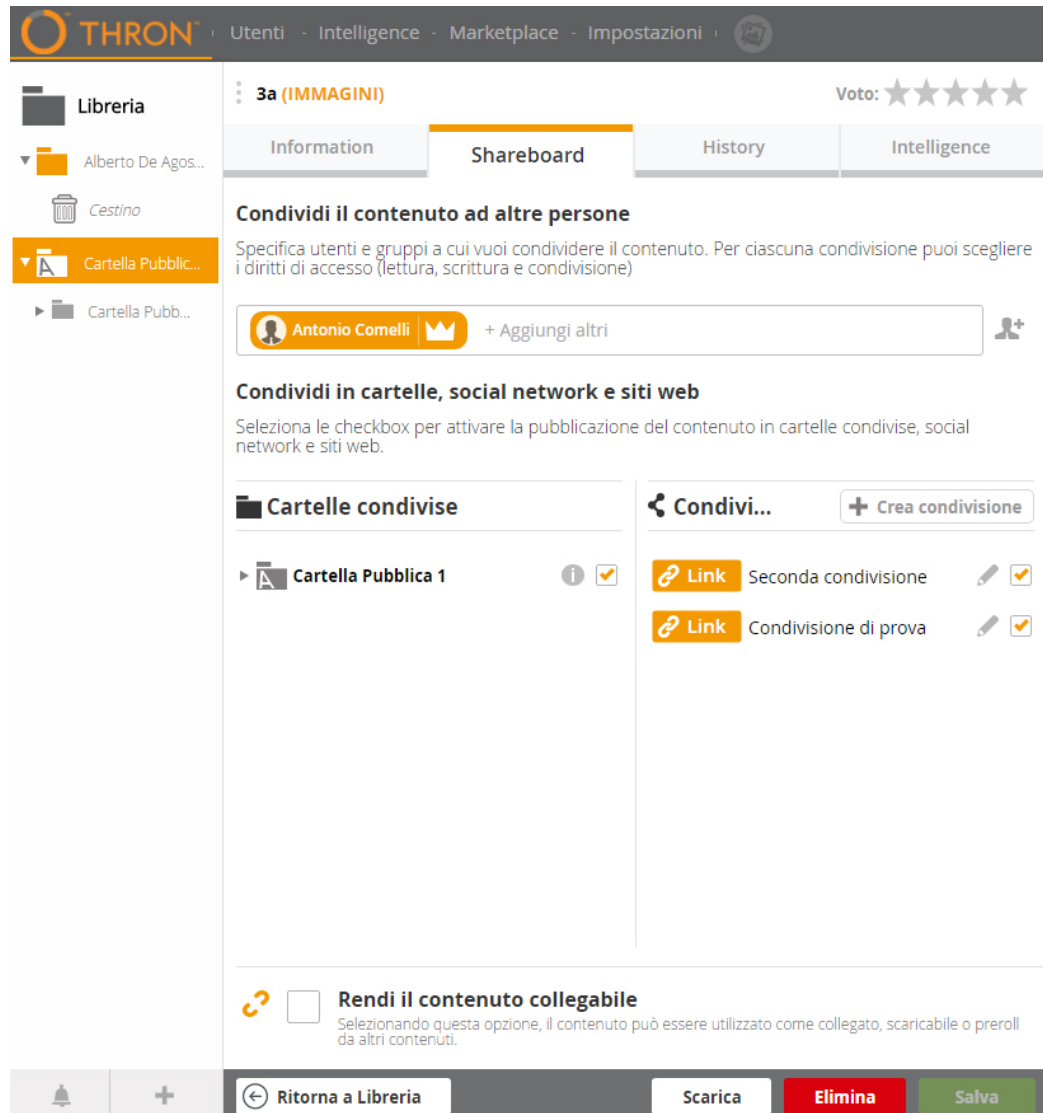 THRON
Utenti - Intelligence - Marketplace - Impostazioni
Libreria
Alberto De Agos...
Cestino
Cartella Pubblic...
Cartella Pubb...
3a (IMMAGINI)
Voto:
Information
Shareboard
History
Intelligence
Condividi il contenuto ad altre persone
Specifica utenti e gruppi a cui vuoi condividere il contenuto. Per ciascuna condivisione puoi scegliere
i diritti di accesso (lettura, scrittura e condivisione)
Antonio Comelli
+ Aggiungi altri
Condividi in cartelle, social network e siti web
Seleziona le checkbox per attivare la pubblicazione del contenuto in cartelle condivise, social
network e siti web.
Cartelle condivise
A Cartella Pubblica 1
Condivi...
+ Crea condivisione
Link Seconda condivisione
Link Condivisione di prova
Rendi il contenuto collegabile
Selezionando questa opzione, il contenuto può essere utilizzato come collegato, scaricabile o preroll
da altri contenuti.
Ritorna a Libreria
Scarica
Elimina
Salva